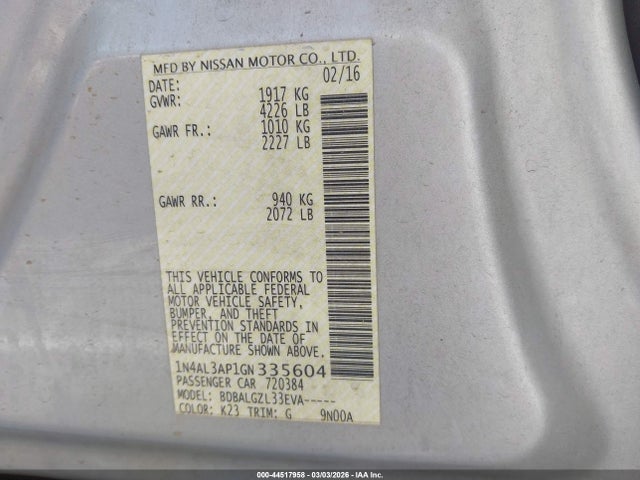 MFD BY NISSAN MOTOR CO., LTD.
DATE: 02/16
GVWR: 1917 KG
4226 LB
GAWR FR.: 1010 KG
2227 LB
GAWR RR.: 940 KG
2072 LB
THIS VEHICLE CONFORMS TO
ALL APPLICABLE FEDERAL
MOTOR VEHICLE SAFETY,
BUMPER, AND THEFT
PREVENTION STANDARDS IN
EFFECT ON THE DATE OF
MANUFACTURE SHOWN ABOVE.
1N4AL3AP1GN335604
PASSENGER CAR 720384
MODEL: BDBALGZL33EVA-----
COLOR: K23 TRIM: G 9N00A
000-44517958 | 03/03/2026 | IAA Inc.